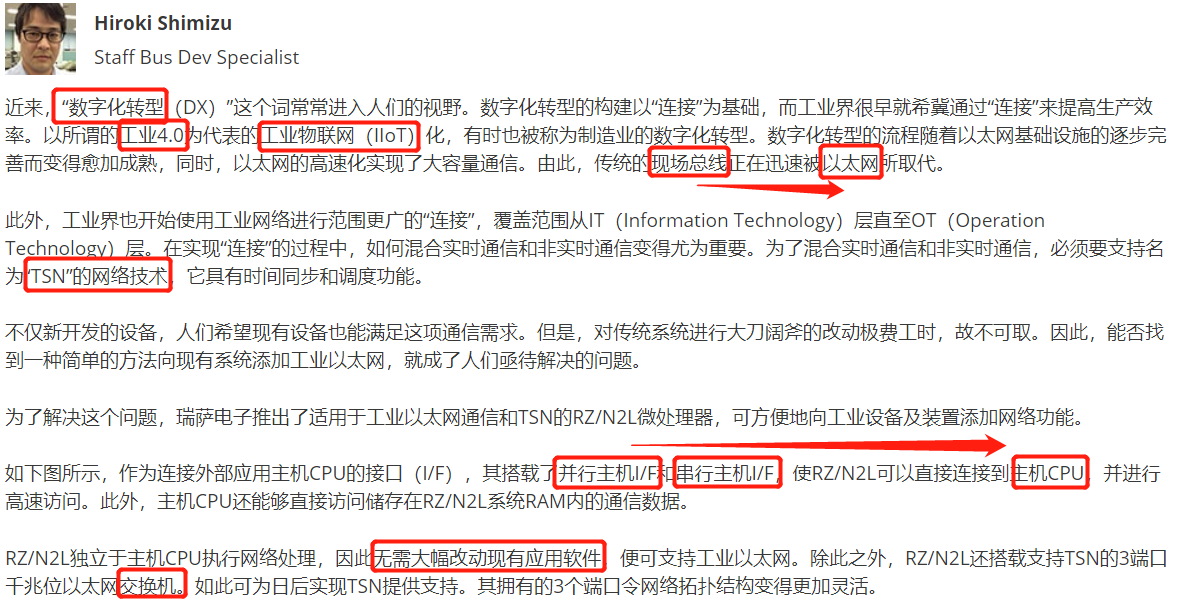 Hiroki Shimizu
Staff Bus Dev Specialist
近来，“数字化转型（DX）”这个词常常进入人们的视野。数字化转型的构建以“连接”为基础，而工业界很早就希冀通过“连接”来提高生产效
率。以所谓的工业4.0为代表的工业物联网（IIoT）化，有时也被称为制造业的数字化转型。数字化转型的流程随着以太网基础设施的逐步完
善而变得愈加成熟，同时，以太网的高速化实现了大容量通信。由此，传统的现场总线正在迅速被以太网所取代。
此外，工业界也开始使用工业网络进行范围更广的“连接”，覆盖范围从IT（Information Technology）层直至OT（Operation
Technology）层。在实现“连接”的过程中，如何混合实时通信和非实时通信变得尤为重要。为了混合实时通信和非实时通信，必须要支持名
为“TSN”的网络技术，它具有时间同步和调度功能。
不仅新开发的设备，人们希望现有设备也能满足这项通信需求。但是，对传统系统进行大刀阔斧的改动极费工时，故不可取。因此，能否找
到一种简单的方法向现有系统添加工业以太网，就成了人们亟待解决的问题。
为了解决这个问题，瑞萨电子推出了适用于工业以太网通信和TSN的RZ/N2L微处理器，可方便地向工业设备及装置添加网络功能。
如下图所示，作为连接外部应用主机CPU的接口（I/F），其搭载了并行主机I/F和串行主机I/F，使RZ/N2L可以直接连接到主机CPU，并进行
高速访问。此外，主机CPU还能够直接访问储存在RZ/N2L系统RAM内的通信数据。
RZ/N2L独立于主机CPU执行网络处理，因此无需大幅改动现有应用软件，便可支持工业以太网。除此之外，RZ/N2L还搭载支持TSN的3端口
千兆位以太网交换机。如此可为日后实现TSN提供支持。其拥有的3个端口令网络拓扑结构变得更加灵活。